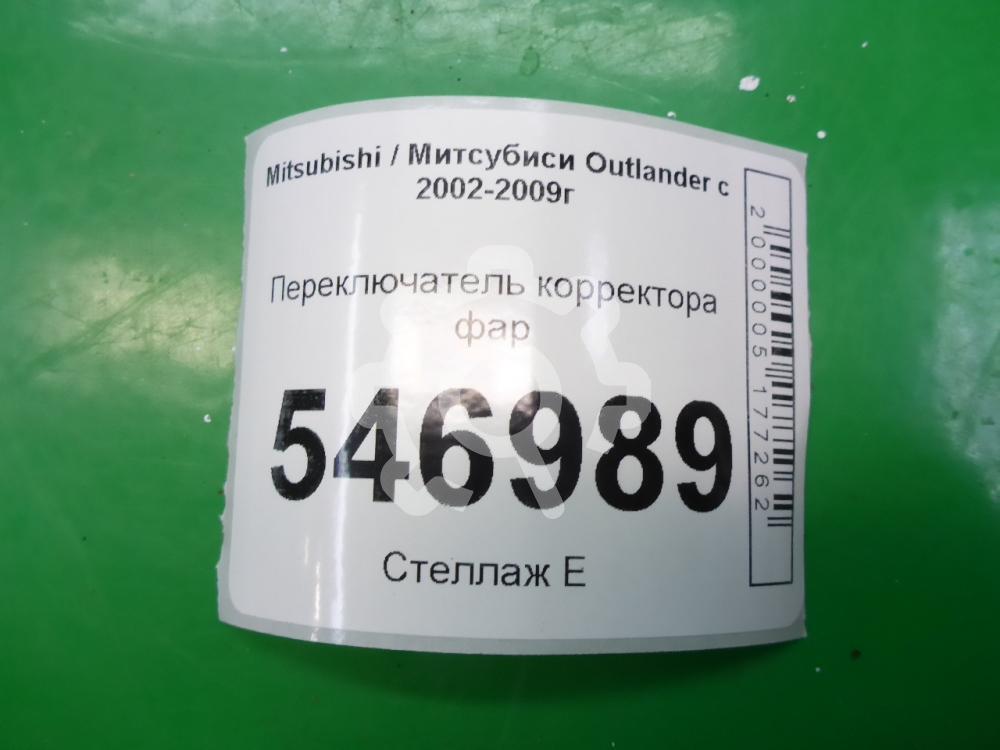 Mitsubishi / Митсубиси Outlander с
2002-2009г
Переключатель корректора
фар
546989
Стеллаж E
2000005177262